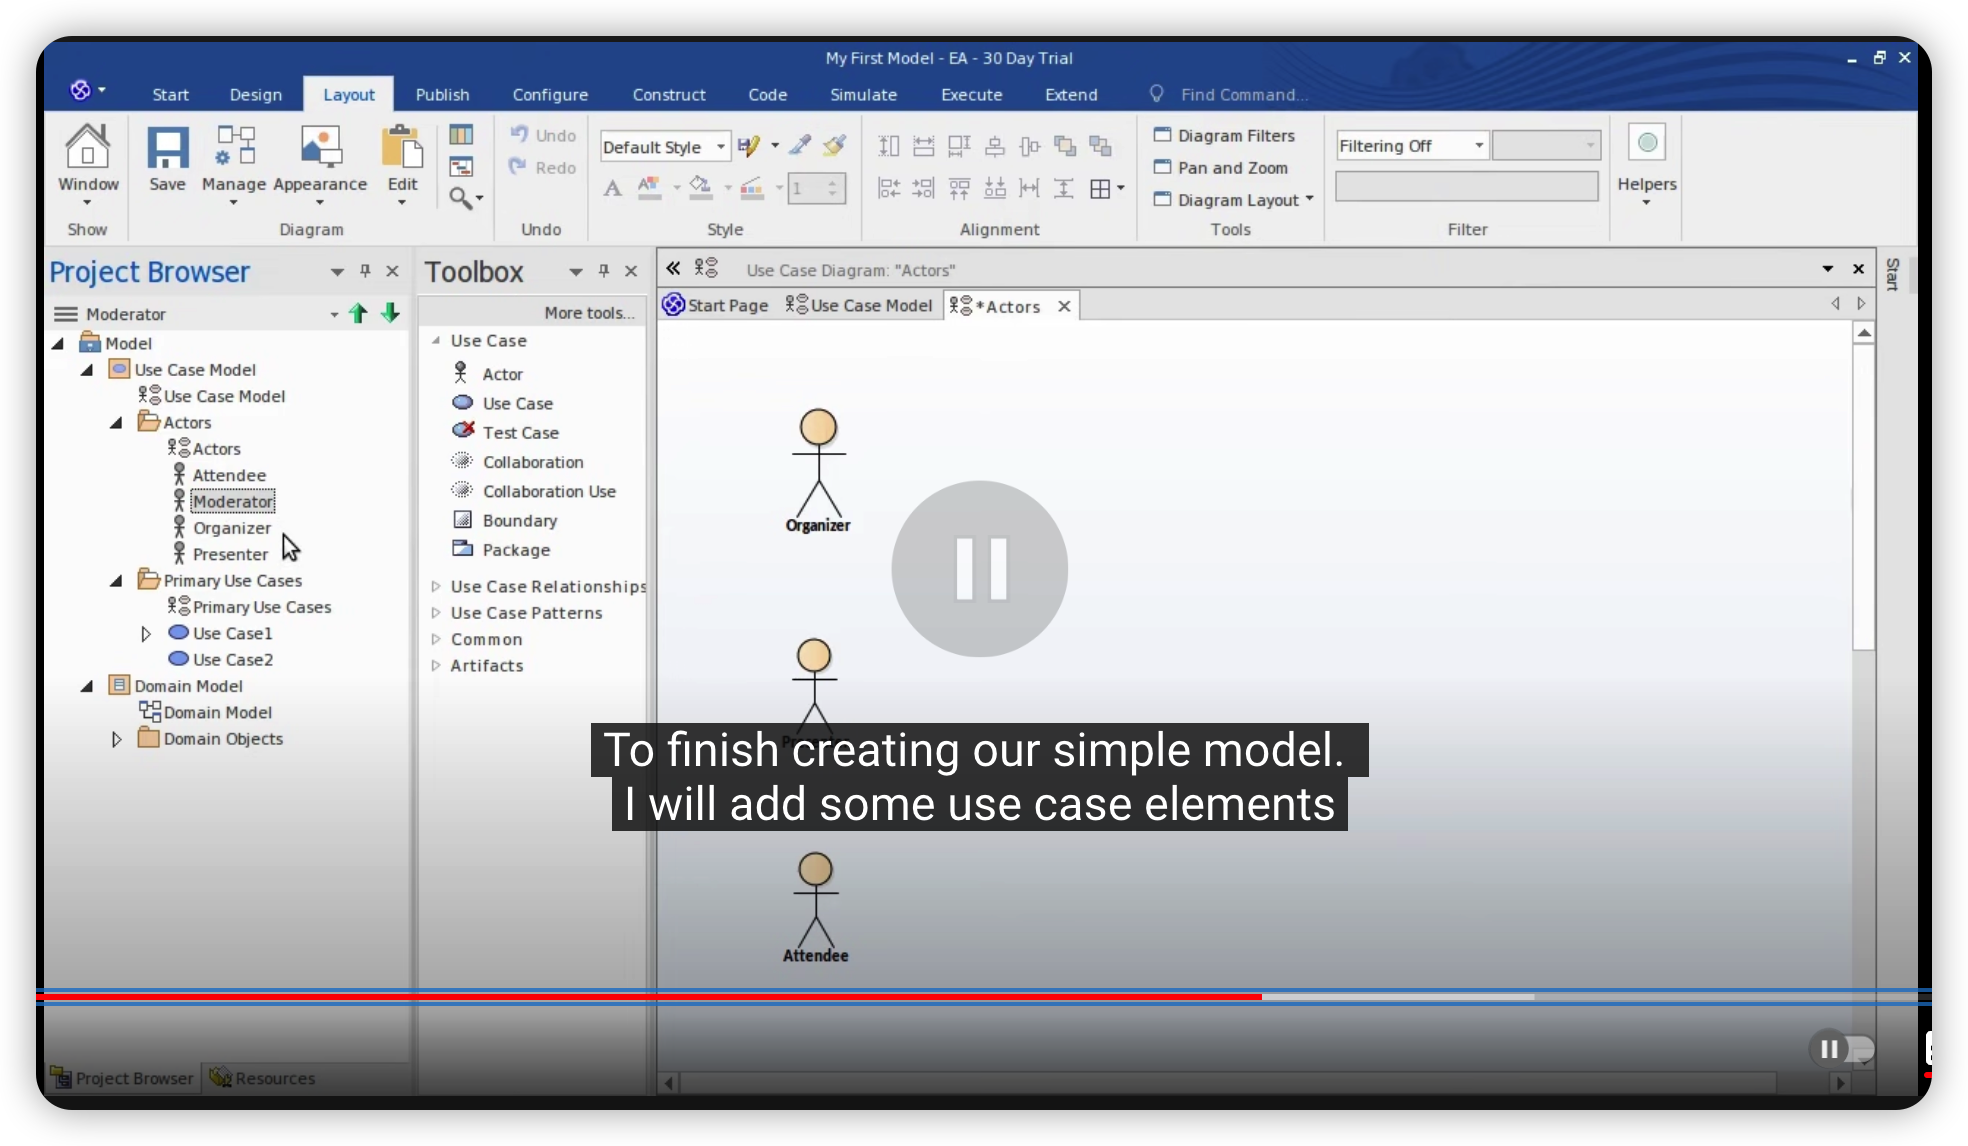 My First Model - EA - 30 Day Trial
Start Design Layout Publish Configure Construct Code Simulate Execute Extend Find Command...
Window Save Manage Appearance Edit
Undo
Redo
Default Style
1
Diagram Filters
Pan and Zoom
Diagram Layout
Filtering Off
Helpers
Show Diagram Undo Style Alignment Tools Filter
Project Browser
Moderator
Model
Use Case Model
Use Case Model
Actors
Actors
Attendee
Moderator
Organizer
Presenter
Primary Use Cases
Primary Use Cases
Use Case1
Use Case2
Domain Model
Domain Model
Domain Objects
Project Browser Resources
Toolbox
More tools...
Use Case
Actor
Use Case
Test Case
Collaboration
Collaboration Use
Boundary
Package
Use Case Relationships
Use Case Patterns
Common
Artifacts
Use Case Diagram: "Actors"
Start Page Use Case Model *Actors
Start
Organizer
To finish creating our simple model.
I will add some use case elements
Attendee